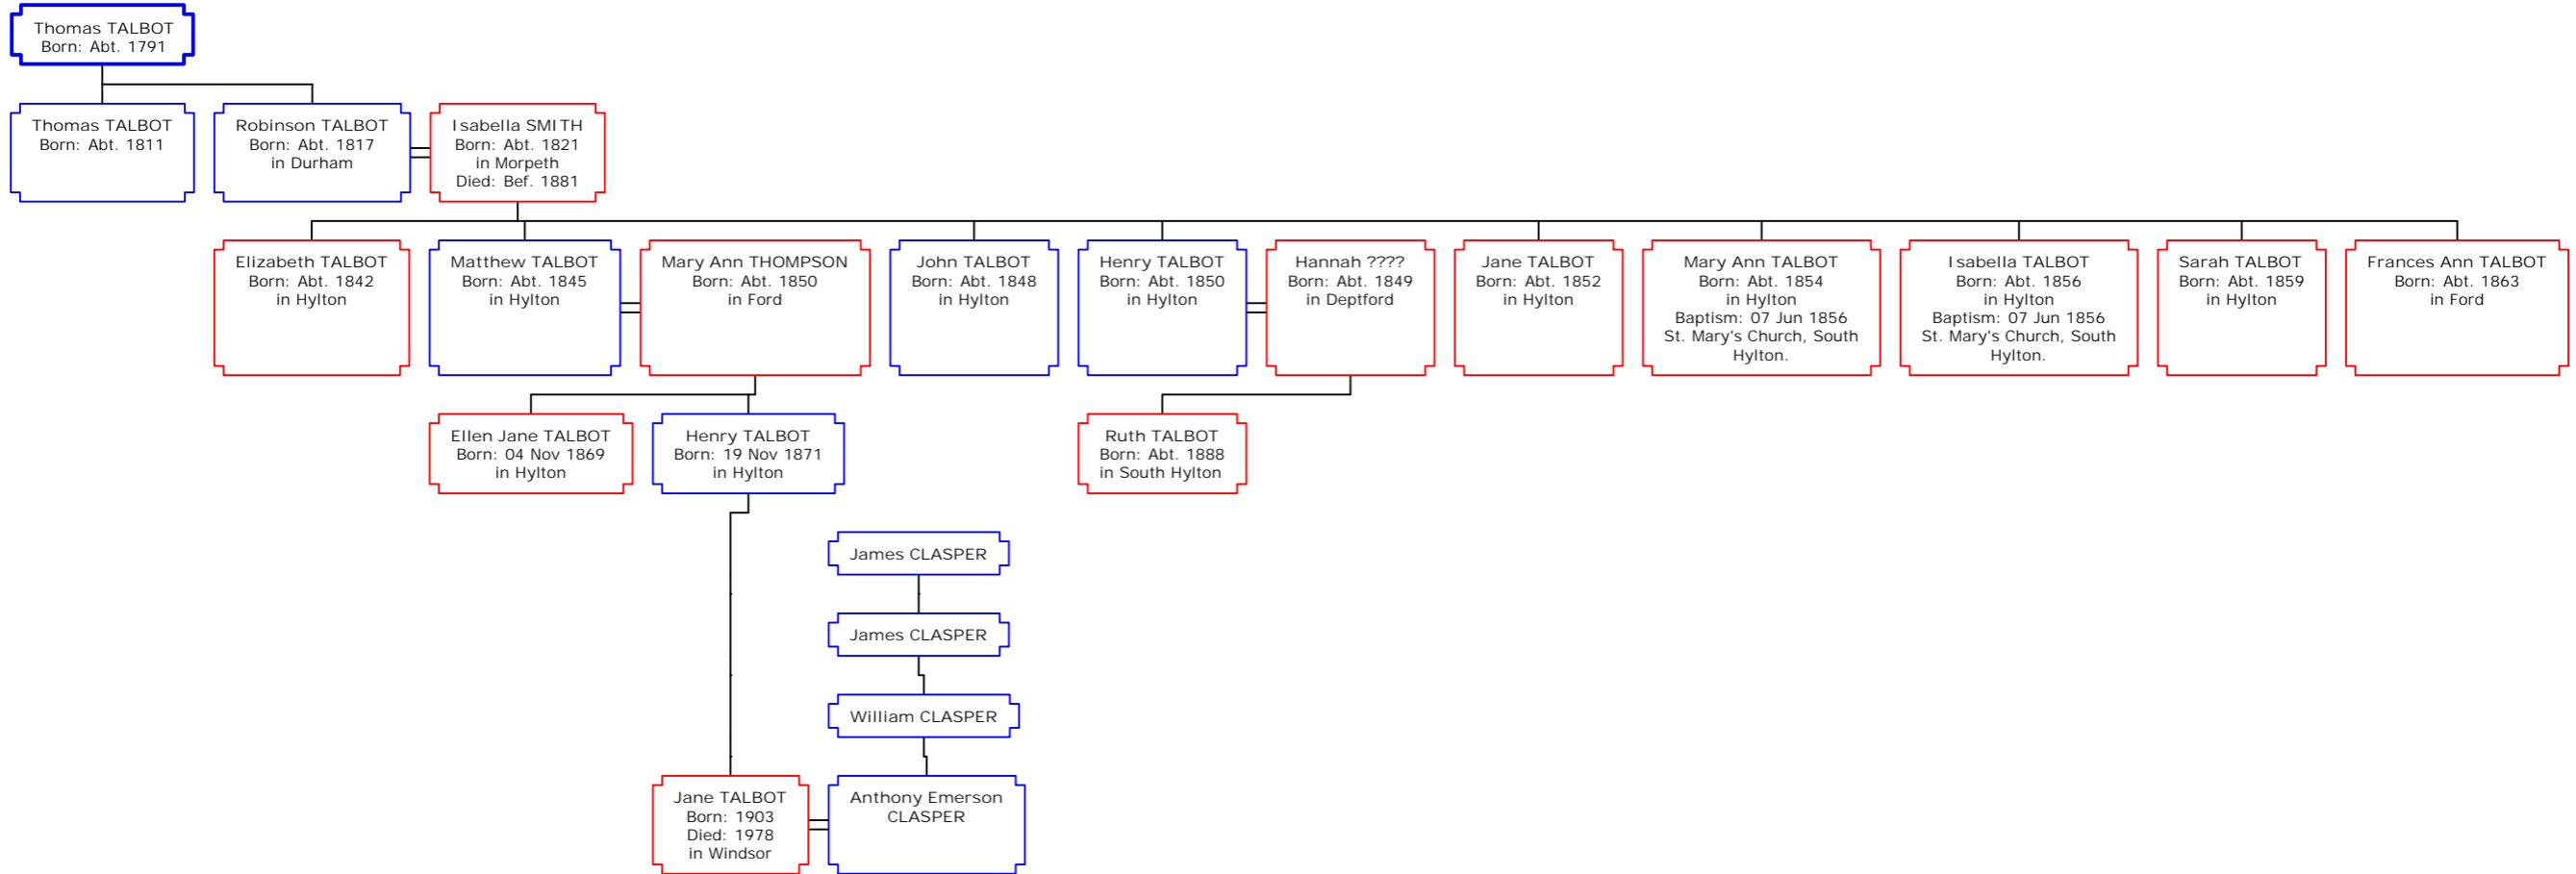 Thomas TALBOT
Born: Abt. 1791
Thomas TALBOT
Born: Abt. 1811
Robinson TALBOT
Born: Abt. 1817
in Durham
Isabella SMITH
Born: Abt. 1821
in Morpeth
Died: Bef. 1881
Elizabeth TALBOT
Born: Abt. 1842
in Hylton
Matthew TALBOT
Born: Abt. 1845
in Hylton
Mary Ann THOMPSON
Born: Abt. 1850
in Ford
John TALBOT
Born: Abt. 1848
in Hylton
Henry TALBOT
Born: Abt. 1850
in Hylton
Hannah ????
Born: Abt. 1849
in Deptford
Jane TALBOT
Born: Abt. 1852
in Hylton
Mary Ann TALBOT
Born: Abt. 1854
in Hylton
Baptism: 07 Jun 1856
St. Mary's Church, South
Hylton.
Isabella TALBOT
Born: Abt. 1856
in Hylton
Baptism: 07 Jun 1856
St. Mary's Church, South
Hylton.
Sarah TALBOT
Born: Abt. 1859
in Hylton
Frances Ann TALBOT
Born: Abt. 1863
in Ford
Ellen Jane TALBOT
Born: 04 Nov 1869
in Hylton
Henry TALBOT
Born: 19 Nov 1871
in Hylton
Ruth TALBOT
Born: Abt. 1888
in South Hylton
James CLASPER
James CLASPER
William CLASPER
Jane TALBOT
Born: 1903
Died: 1978
in Windsor
Anthony Emerson
CLASPER